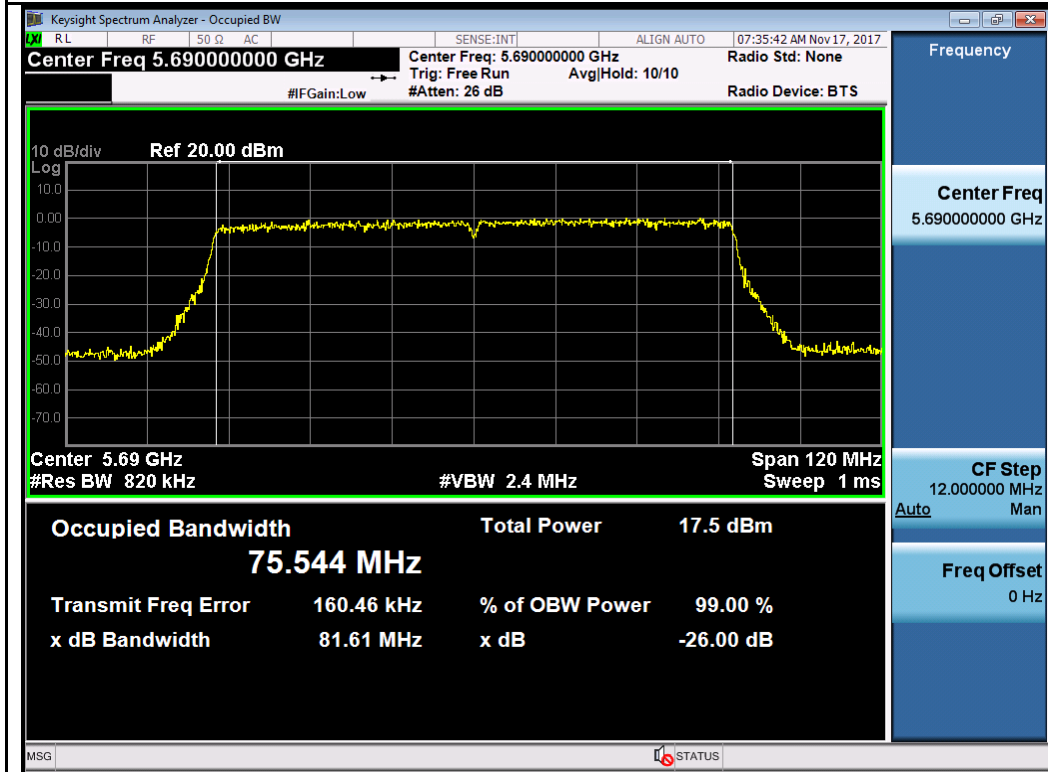 Keysight Spectrum Analyzer - Occupied BW
LXI RL RF 50 Ω AC SENSE:INT ALIGN AUTO 07:35:42 AM Nov 17, 2017
Center Freq 5.690000000 GHz
Center Freq: 5.690000000 GHz Radio Std: None
Trig: Free Run Avg|Hold: 10/10
#IFGain:Low #Atten: 26 dB Radio Device: BTS
10 dB/div Ref 20.00 dBm
Log
10.0
0.00
-10.0
-20.0
-30.0
-40.0
-50.0
-60.0
-70.0
Center 5.69 GHz Span 120 MHz
#Res BW 820 kHz #VBW 2.4 MHz Sweep 1 ms
Occupied Bandwidth Total Power 17.5 dBm
75.544 MHz
Transmit Freq Error 160.46 kHz % of OBW Power 99.00 %
x dB Bandwidth 81.61 MHz x dB -26.00 dB
Frequency
Center Freq
5.690000000 GHz
CF Step
12.000000 MHz
Auto Man
Freq Offset
0 Hz
MSG STATUS